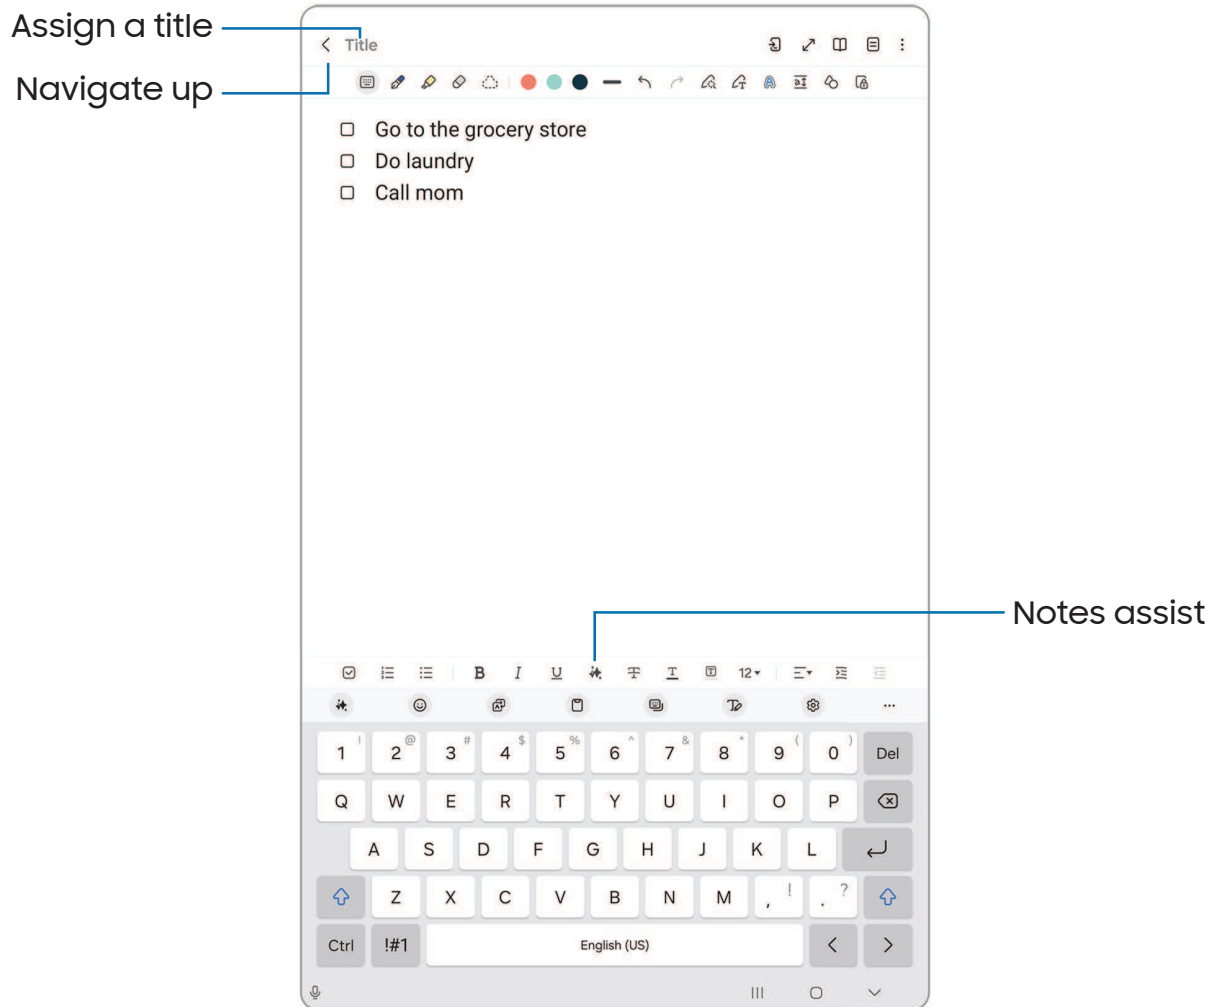 Assign a title
Title
Navigate up
Go to the grocery store
Do laundry
Call mom
Notes assist
B I U T T T 12
1 ! 2 @ 3 # 4 $ 5 % 6 ^ 7 & 8 * 9 ( 0 ) Del
Q W E R T Y U I O P
A S D F G H J K L
Z X C V B N M , ! . ?
Ctrl !#1 English (US) < >